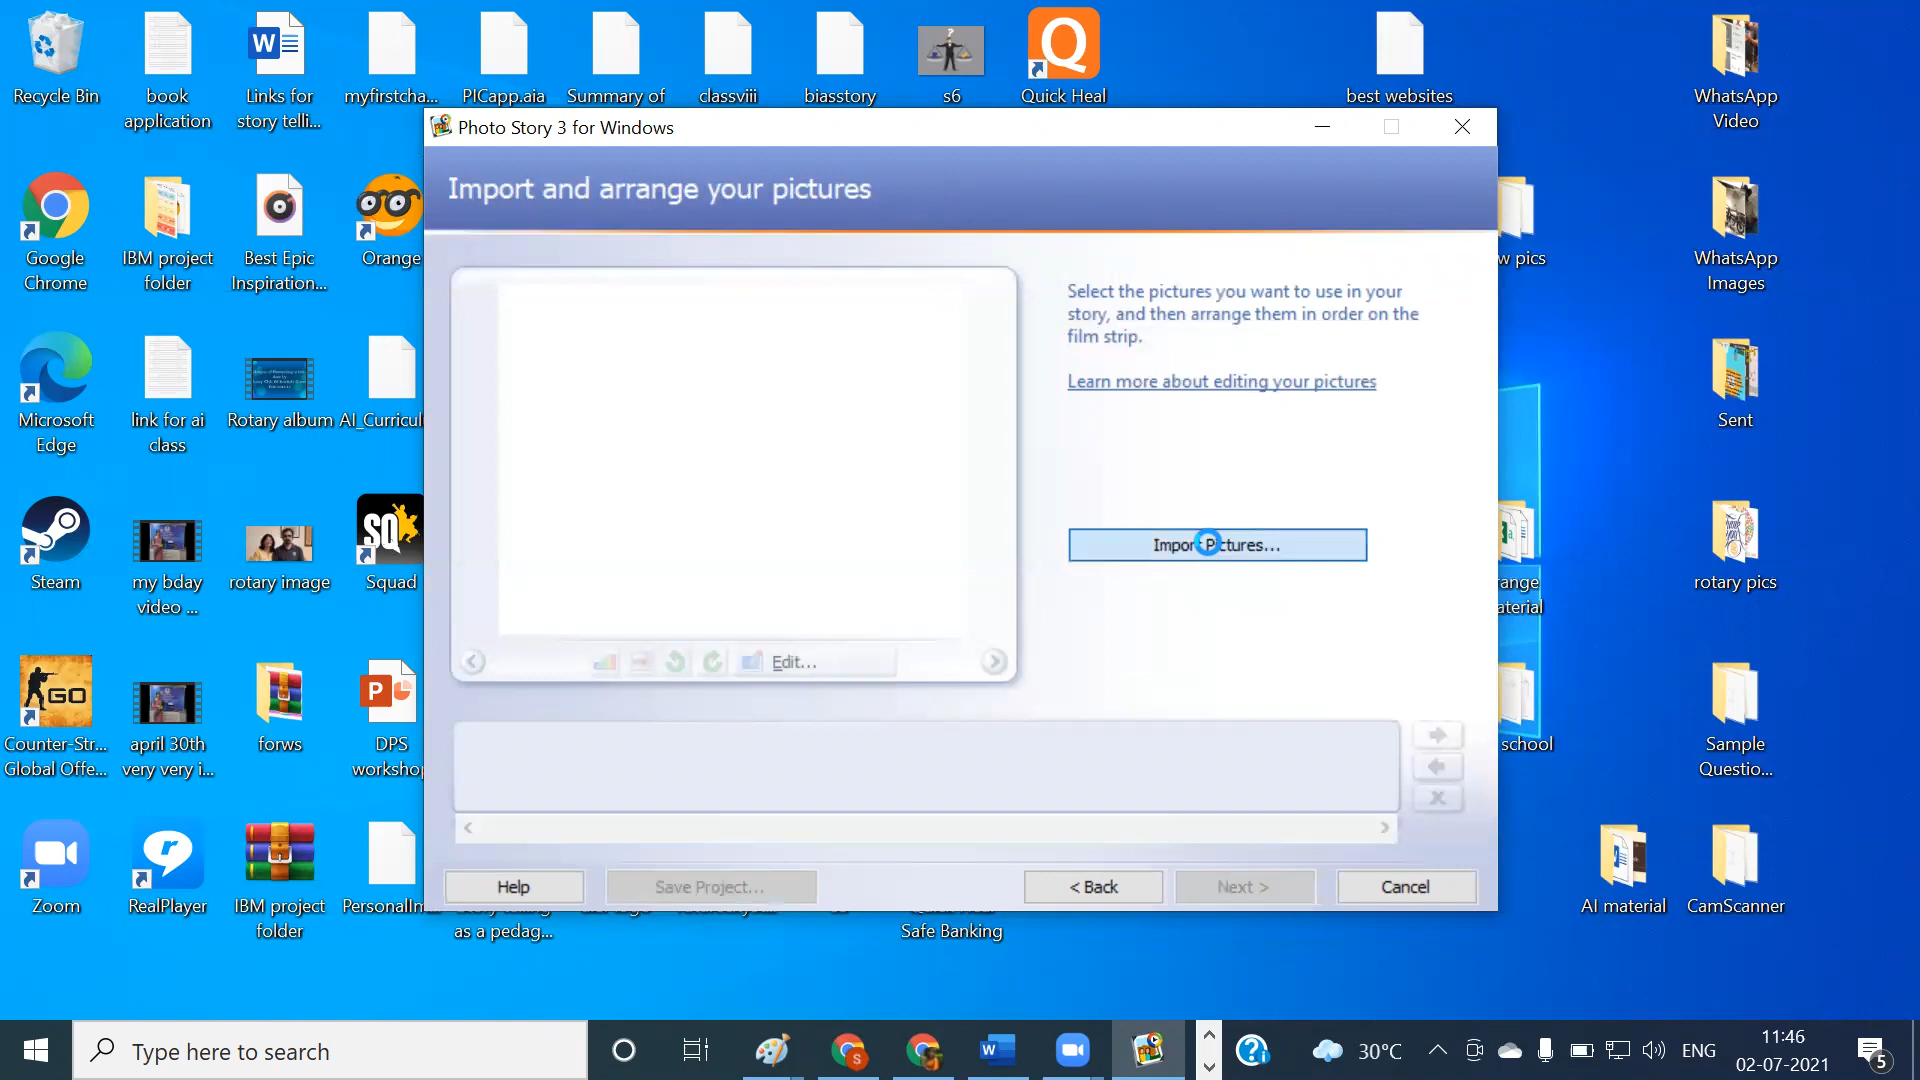 Recycle Bin
book
application
Links for
story telli...
myfirstcha...
PICapp.aia
Summary of
classviii
biasstory
s6
Quick Heal
best websites
WhatsApp
Video
Photo Story 3 for Windows
Import and arrange your pictures
Google
Chrome
IBM project
folder
Best Epic
Inspiration...
Orange
w pics
WhatsApp
Images
Select the pictures you want to use in your
story, and then arrange them in order on the
film strip.
Learn more about editing your pictures
Microsoft
Edge
link for ai
class
Rotary album
AI_Curricul
Sent
Import Pictures...
Steam
my bday
video ...
rotary image
SQ
Squad
range
aterial
rotary pics
Edit...
GO
Counter-Str...
Global Offe...
april 30th
very very i...
forws
DPS
workshop
school
Sample
Questio...
Help
Save Project...
< Back
Next >
Cancel
Zoom
RealPlayer
IBM project
folder
PersonalIm...
as a pedag...
Safe Banking
AI material
CamScanner
Type here to search
30°C
ENG
11:46
02-07-2021
5